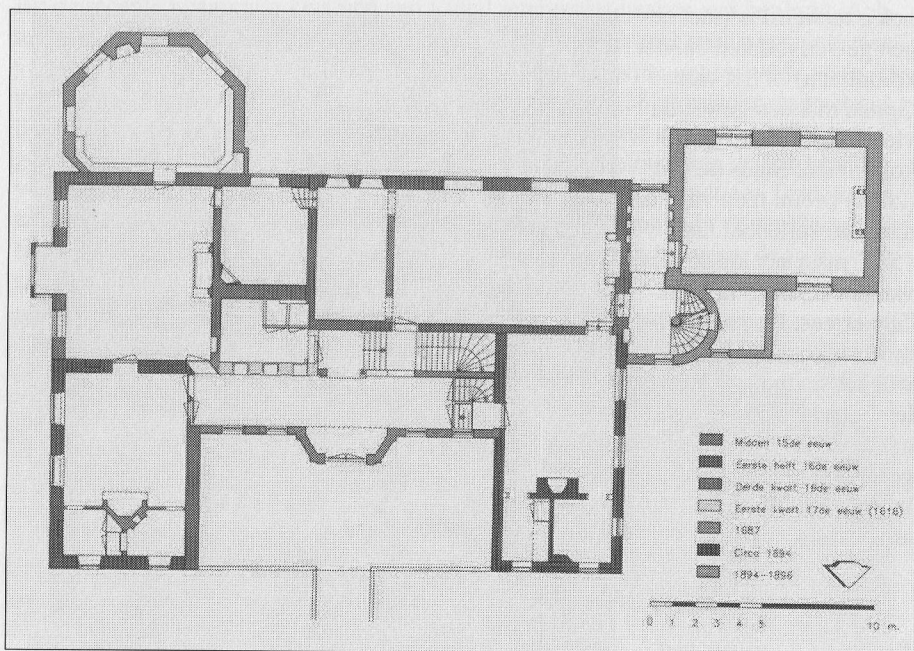 Midden 15de eeuw
Eerste helft 16de eeuw
Derde kwart 16de eeuw
Eerste kwart 17de eeuw (1616)
1687
Circa 1894
1894-1896
0 1 2 3 4 5 10 m.